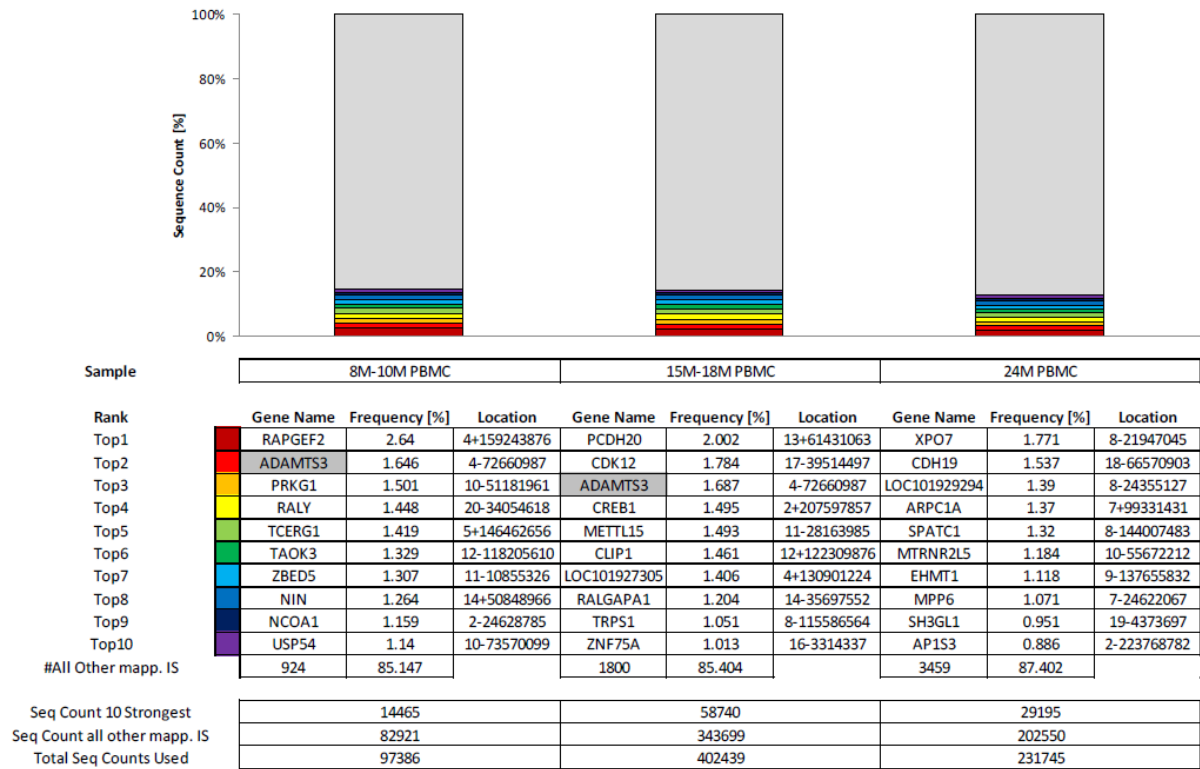 100%
80%
60%
40%
20%
0%
Sequence Count [%]
Sample 8M-10M PBMC 15M-18M PBMC 24M PBMC
Rank Gene Name Frequency [%] Location Gene Name Frequency [%] Location Gene Name Frequency [%] Location
Top1 RAPGEF2 2.64 4+159243876 PCDH20 2.002 13+61431063 XPO7 1.771 8-21947045
Top2 ADAMTS3 1.646 4-72660987 CDK12 1.784 17-39514497 CDH19 1.537 18-66570903
Top3 PRKG1 1.501 10-51181961 ADAMTS3 1.687 4-72660987 LOC101929294 1.39 8-24355127
Top4 RALY 1.448 20-34054618 CREB1 1.495 2+207597857 ARPC1A 1.37 7+99331431
Top5 TCERG1 1.419 5+146462656 METTL15 1.493 11-28163985 SPATC1 1.32 8-144007483
Top6 TAOK3 1.329 12-118205610 CLIP1 1.461 12+122309876 MTRNR2L5 1.184 10-55672212
Top7 ZBED5 1.307 11-10855326 LOC101927305 1.406 4+130901224 EHMT1 1.118 9-137655832
Top8 NIN 1.264 14+50848966 RALGAPA1 1.204 14-35697552 MPP6 1.071 7-24622067
Top9 NCOA1 1.159 2-24628785 TRPS1 1.051 8-115586564 SH3GL1 0.951 19-4373697
Top10 USP54 1.14 10-73570099 ZNF75A 1.013 16-3314337 AP1S3 0.886 2-223768782
#All Other mapp. IS 924 85.147 1800 85.404 3459 87.402
Seq Count 10 Strongest 14465 58740 29195
Seq Count all other mapp. IS 82921 343699 202550
Total Seq Counts Used 97386 402439 231745